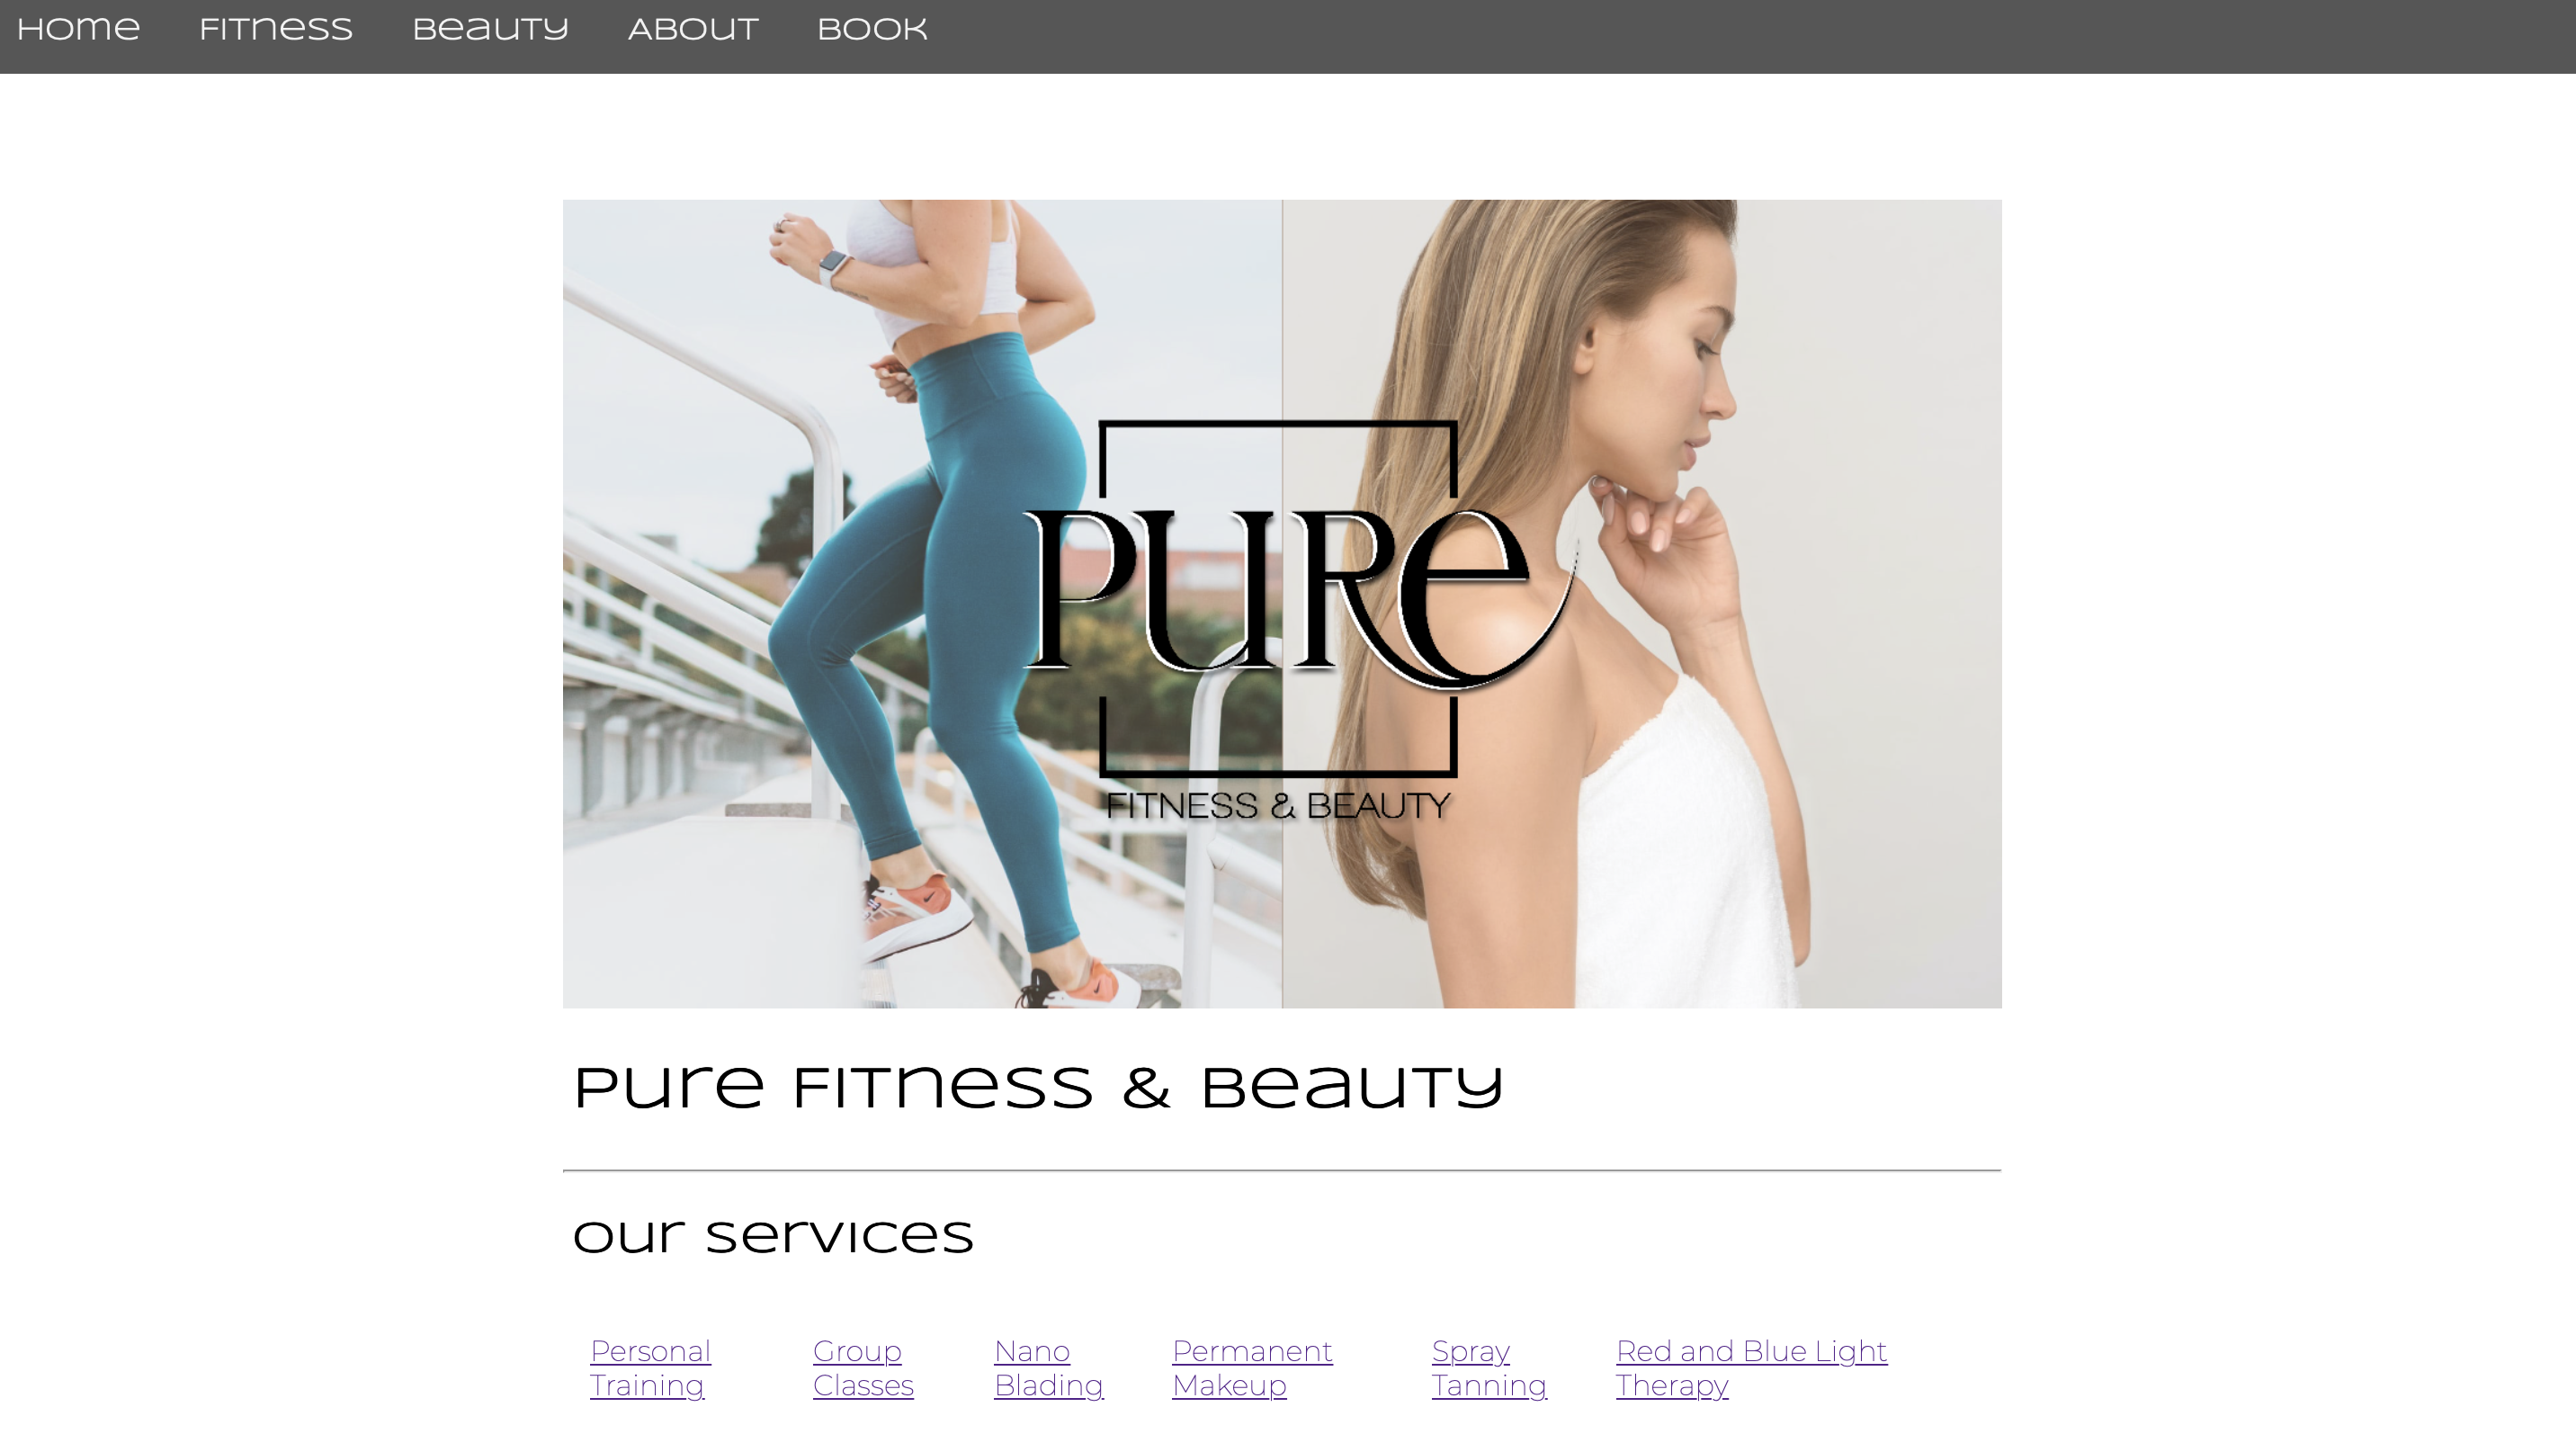 Home Fitness Beauty About Book
PURe
FITNESS & BEAUTY
Pure Fitness & Beauty
Our Services
Personal Training
Group Classes
Nano Blading
Permanent Makeup
Spray Tanning
Red and Blue Light Therapy